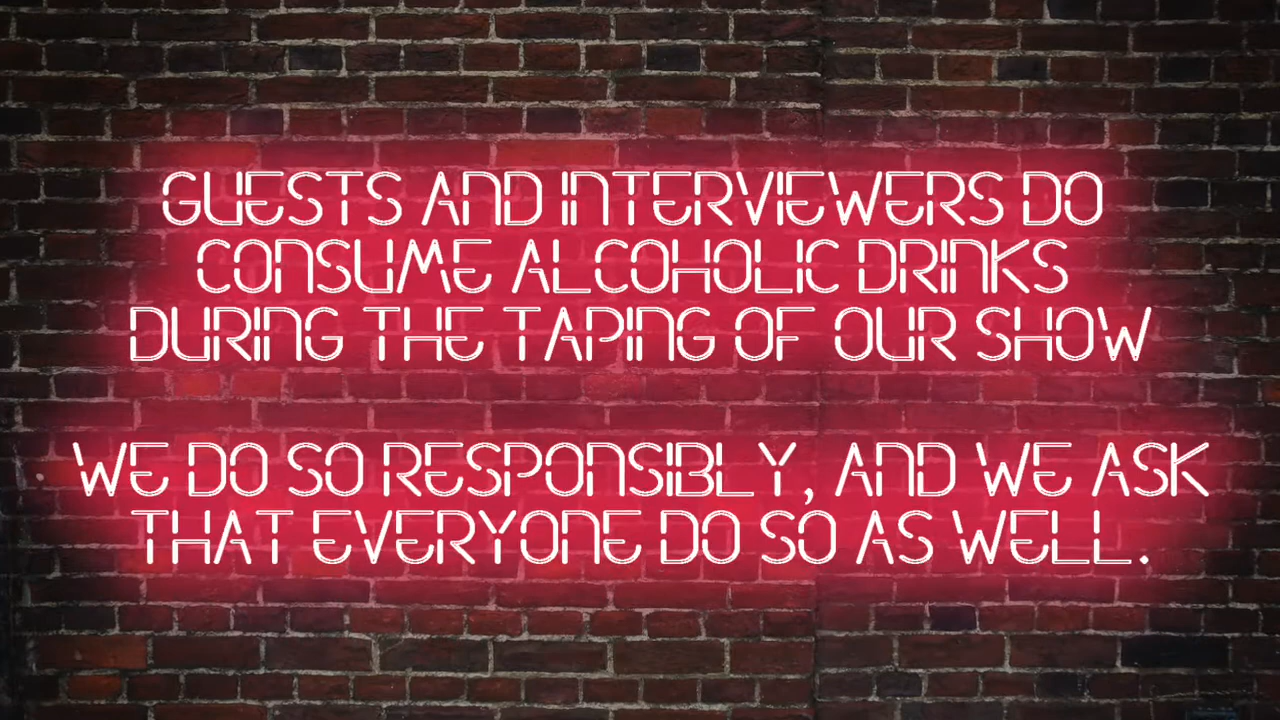 GUESTS AND INTERVIEWERS DO
CONSUME ALCOHOLIC DRINKS
DURING THE TAPING OF OUR SHOW
WE DO SO RESPONSIBLY, AND WE ASK
THAT EVERYONE DO SO AS WELL.